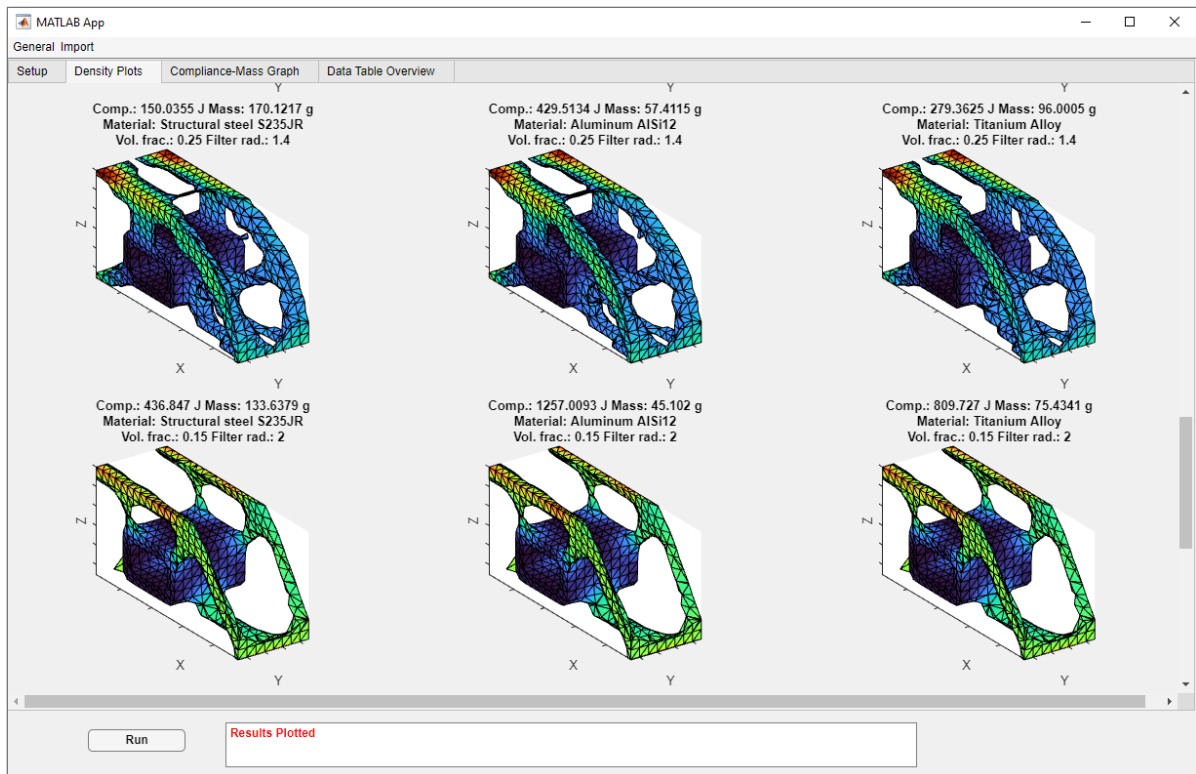 MATLAB App
General Import
Setup Density Plots Compliance-Mass Graph Data Table Overview
Y Y Y
Comp.: 150.0355 J Mass: 170.1217 g
Material: Structural steel S235JR
Vol. frac.: 0.25 Filter rad.: 1.4
Z
X
Y
Comp.: 429.5134 J Mass: 57.4115 g
Material: Aluminum AlSi12
Vol. frac.: 0.25 Filter rad.: 1.4
Z
X
Y
Comp.: 279.3625 J Mass: 96.0005 g
Material: Titanium Alloy
Vol. frac.: 0.25 Filter rad.: 1.4
Z
X
Y
Comp.: 436.847 J Mass: 133.6379 g
Material: Structural steel S235JR
Vol. frac.: 0.15 Filter rad.: 2
Z
X
Y
Comp.: 1257.0093 J Mass: 45.102 g
Material: Aluminum AlSi12
Vol. frac.: 0.15 Filter rad.: 2
Z
X
Y
Comp.: 809.727 J Mass: 75.4341 g
Material: Titanium Alloy
Vol. frac.: 0.15 Filter rad.: 2
Z
X
Y
Run
Results Plotted